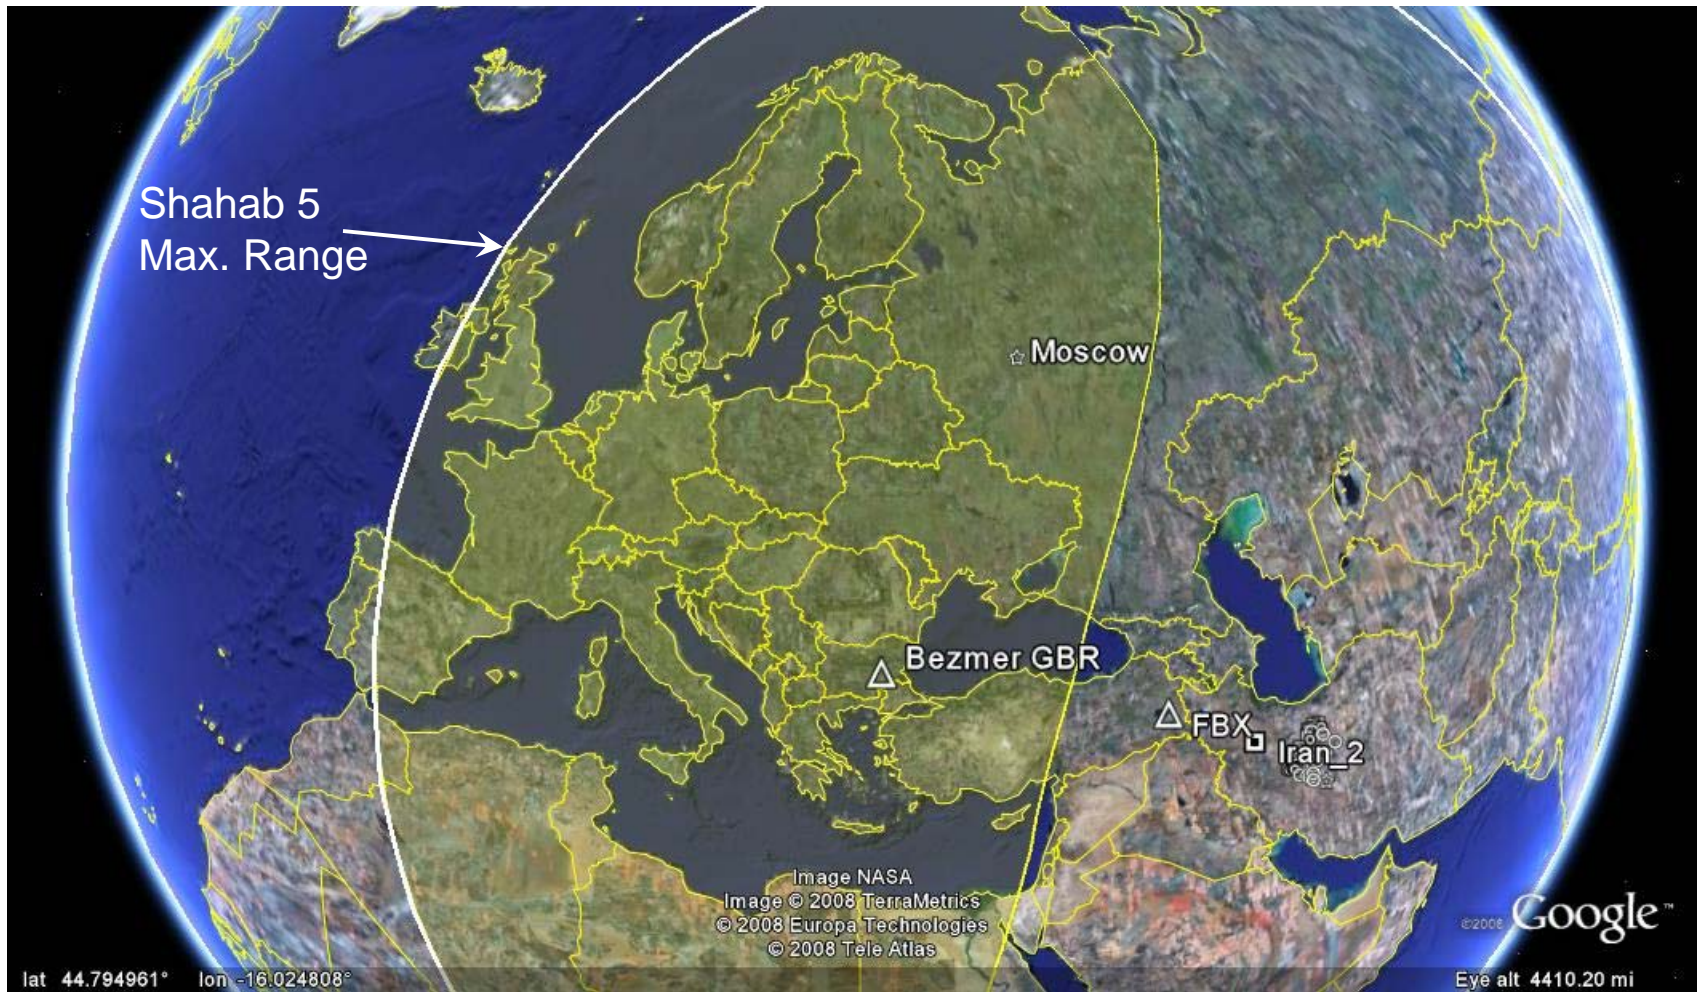 Shahab 5
Max. Range
Moscow
Bezmer GBR
FBX
Iran_2
Image NASA
Image © 2008 TerraMetrics
© 2008 Europa Technologies
© 2008 Tele Atlas
©2008 Google™
lat 44.794961° lon -16.024808° Eye alt 4410.20 mi